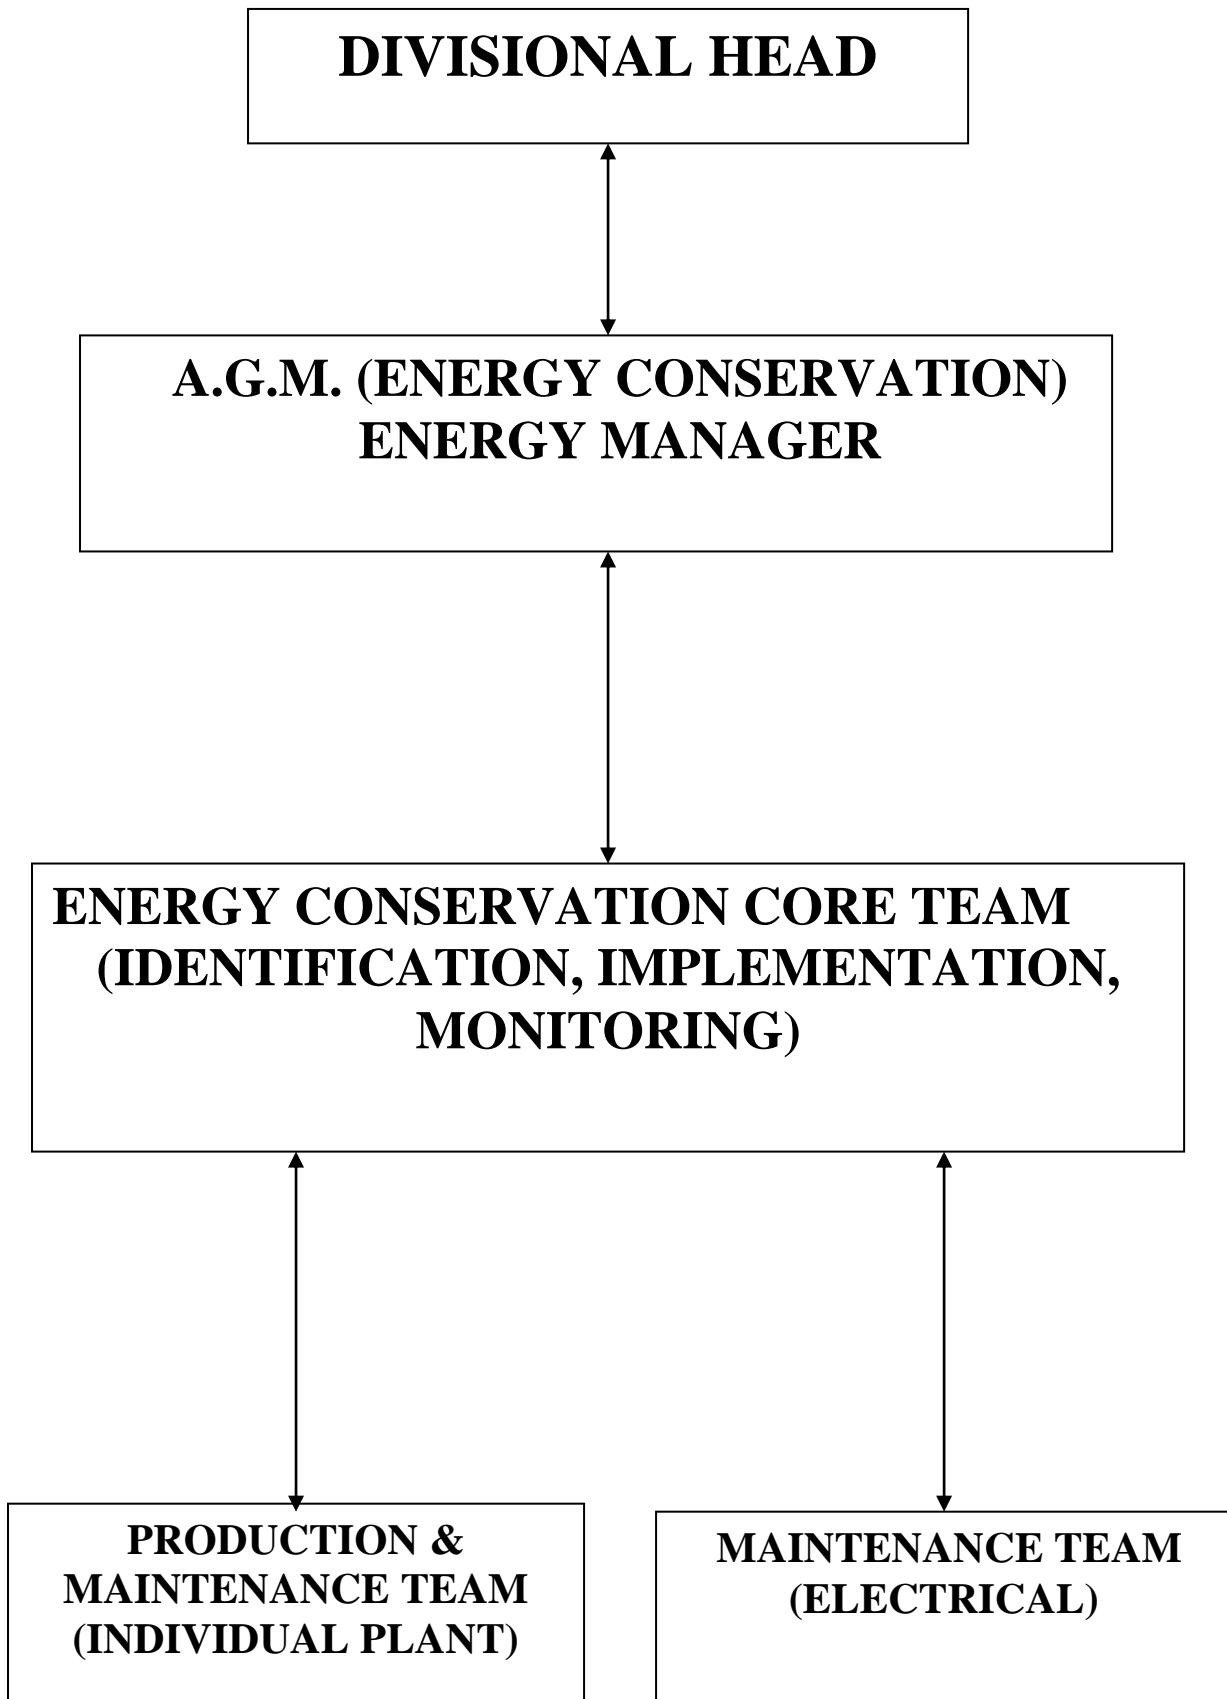 DIVISIONAL HEAD
A.G.M. (ENERGY CONSERVATION)
ENERGY MANAGER
ENERGY CONSERVATION CORE TEAM
(IDENTIFICATION, IMPLEMENTATION,
MONITORING)
PRODUCTION &
MAINTENANCE TEAM
(INDIVIDUAL PLANT)
MAINTENANCE TEAM
(ELECTRICAL)